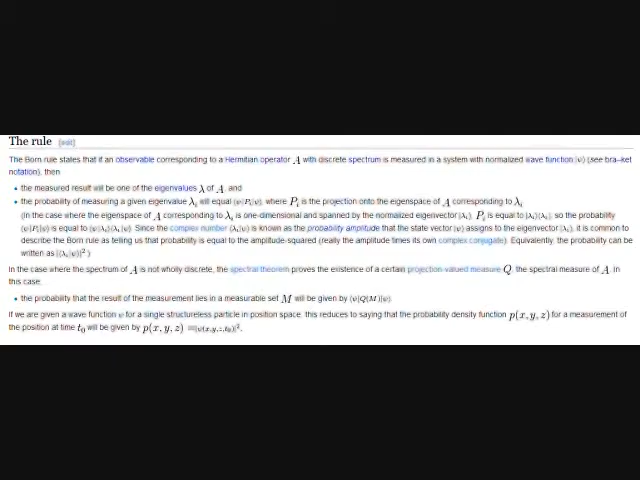 The rule [edit]
The Born rule states that if an observable corresponding to a Hermitian operator A with discrete spectrum is measured in a system with normalized wave function |ψ⟩ (see bra–ket
notation), then
• the measured result will be one of the eigenvalues λ of A, and
• the probability of measuring a given eigenvalue λᵢ will equal ⟨ψ|Pᵢ|ψ⟩, where Pᵢ is the projection onto the eigenspace of A corresponding to λᵢ
(In the case where the eigenspace of A corresponding to λᵢ is one-dimensional and spanned by the normalized eigenvector |λᵢ⟩, Pᵢ is equal to |λᵢ⟩⟨λᵢ|, so the probability
⟨ψ|Pᵢ|ψ⟩ is equal to ⟨ψ|λᵢ⟩⟨λᵢ|ψ⟩. Since the complex number ⟨λᵢ|ψ⟩ is known as the probability amplitude that the state vector |ψ⟩ assigns to the eigenvector |λᵢ⟩, it is common to
describe the Born rule as telling us that probability is equal to the amplitude-squared (really the amplitude times its own complex conjugate). Equivalently, the probability can be
written as |⟨λᵢ|ψ⟩|².)
In the case where the spectrum of A is not wholly discrete, the spectral theorem proves the existence of a certain projection-valued measure Q, the spectral measure of A. In
this case,
• the probability that the result of the measurement lies in a measurable set M will be given by ⟨ψ|Q(M)|ψ⟩.
If we are given a wave function ψ for a single structureless particle in position space, this reduces to saying that the probability density function p(x, y, z) for a measurement of
the position at time t₀ will be given by p(x, y, z) =|ψ(x, y, z, t₀)|².